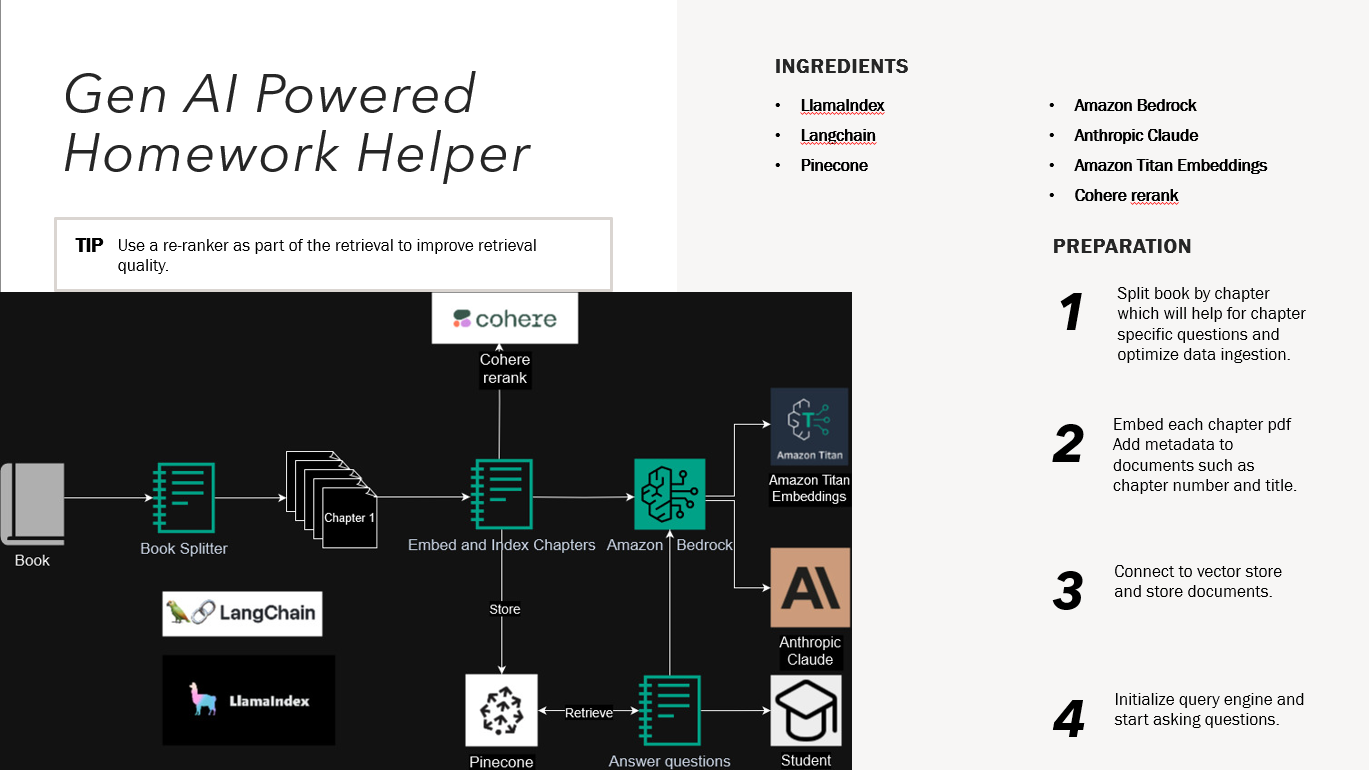 Gen AI Powered
Homework Helper
TIP
Use a re-ranker as part of the retrieval to improve retrieval
quality.
INGREDIENTS
• LlamaIndex
• Langchain
• Pinecone
• Amazon Bedrock
• Anthropic Claude
• Amazon Titan Embeddings
• Cohere rerank
PREPARATION
1
Split book by chapter
which will help for chapter
specific questions and
optimize data ingestion.
2
Embed each chapter pdf
Add metadata to
documents such as
chapter number and title.
3
Connect to vector store
and store documents.
4
Initialize query engine and
start asking questions.
cohere
Cohere
rerank
Book
Book Splitter
Chapter 1
Embed and Index Chapters
Amazon Bedrock
T
Amazon Titan
Amazon Titan
Embeddings
AI
Anthropic
Claude
LangChain
LlamaIndex
Store
Pinecone
Retrieve
Answer questions
Student